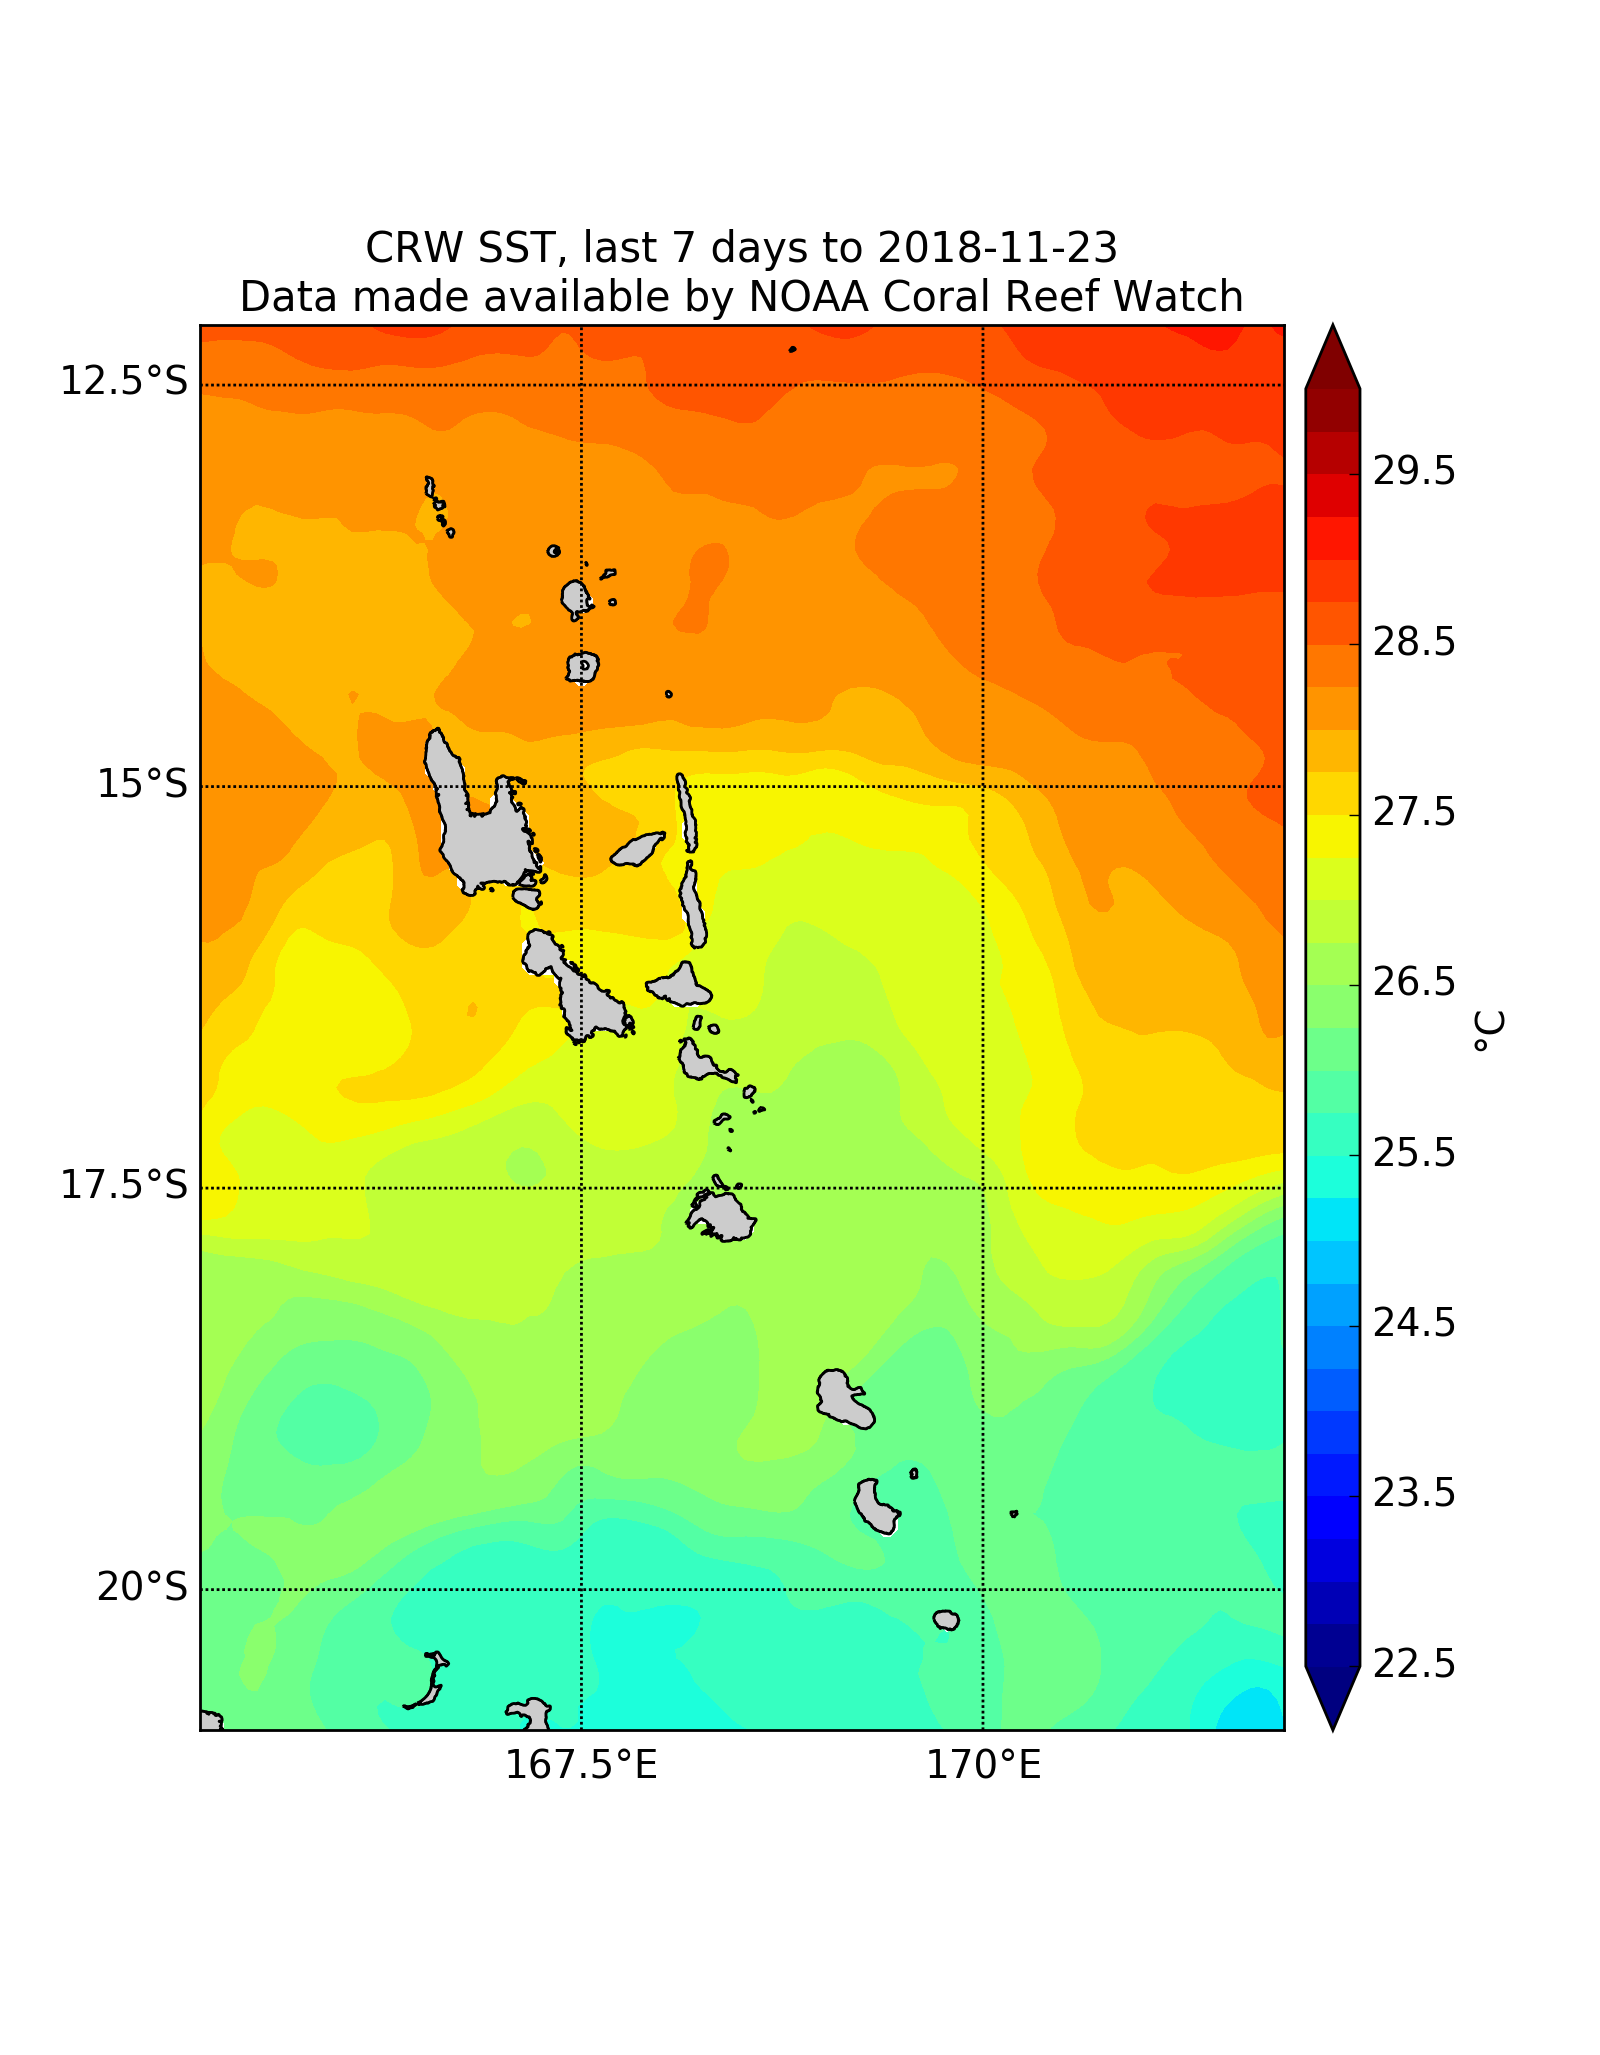 CRW SST, last 7 days to 2018-11-23
Data made available by NOAA Coral Reef Watch
12.5°S
15°S
17.5°S
20°S
167.5°E
170°E
29.5
28.5
27.5
26.5
25.5
24.5
23.5
22.5
°C